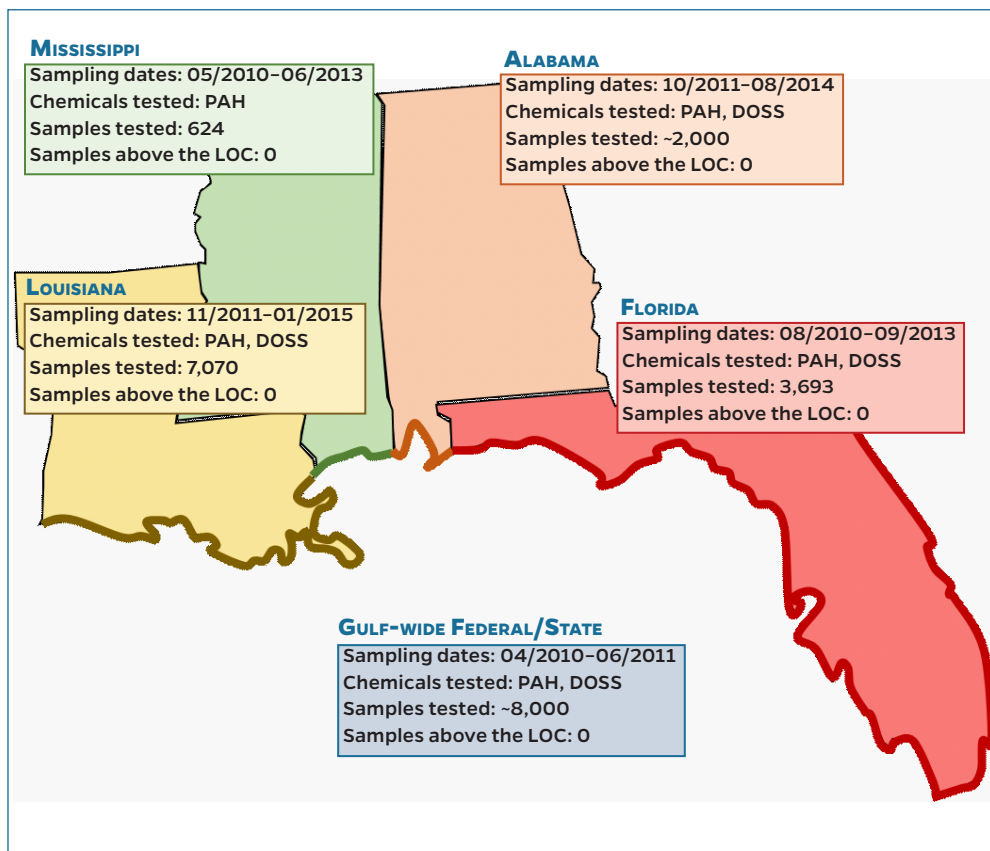 Mississippi
Sampling dates: 05/2010–06/2013
Chemicals tested: PAH
Samples tested: 624
Samples above the LOC: 0
Alabama
Sampling dates: 10/2011–08/2014
Chemicals tested: PAH, DOSS
Samples tested: ~2,000
Samples above the LOC: 0
Louisiana
Sampling dates: 11/2011–01/2015
Chemicals tested: PAH, DOSS
Samples tested: 7,070
Samples above the LOC: 0
Florida
Sampling dates: 08/2010–09/2013
Chemicals tested: PAH, DOSS
Samples tested: 3,693
Samples above the LOC: 0
Gulf-wide Federal/State
Sampling dates: 04/2010–06/2011
Chemicals tested: PAH, DOSS
Samples tested: ~8,000
Samples above the LOC: 0